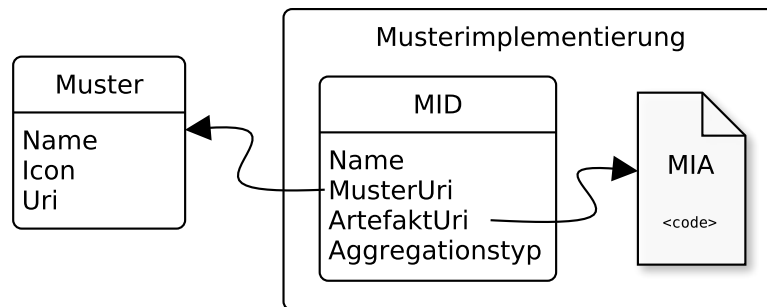 Musterimplementierung
Muster
Name
Icon
Uri
MID
Name
MusterUri
ArtefaktUri
Aggregationstyp
MIA
<code>